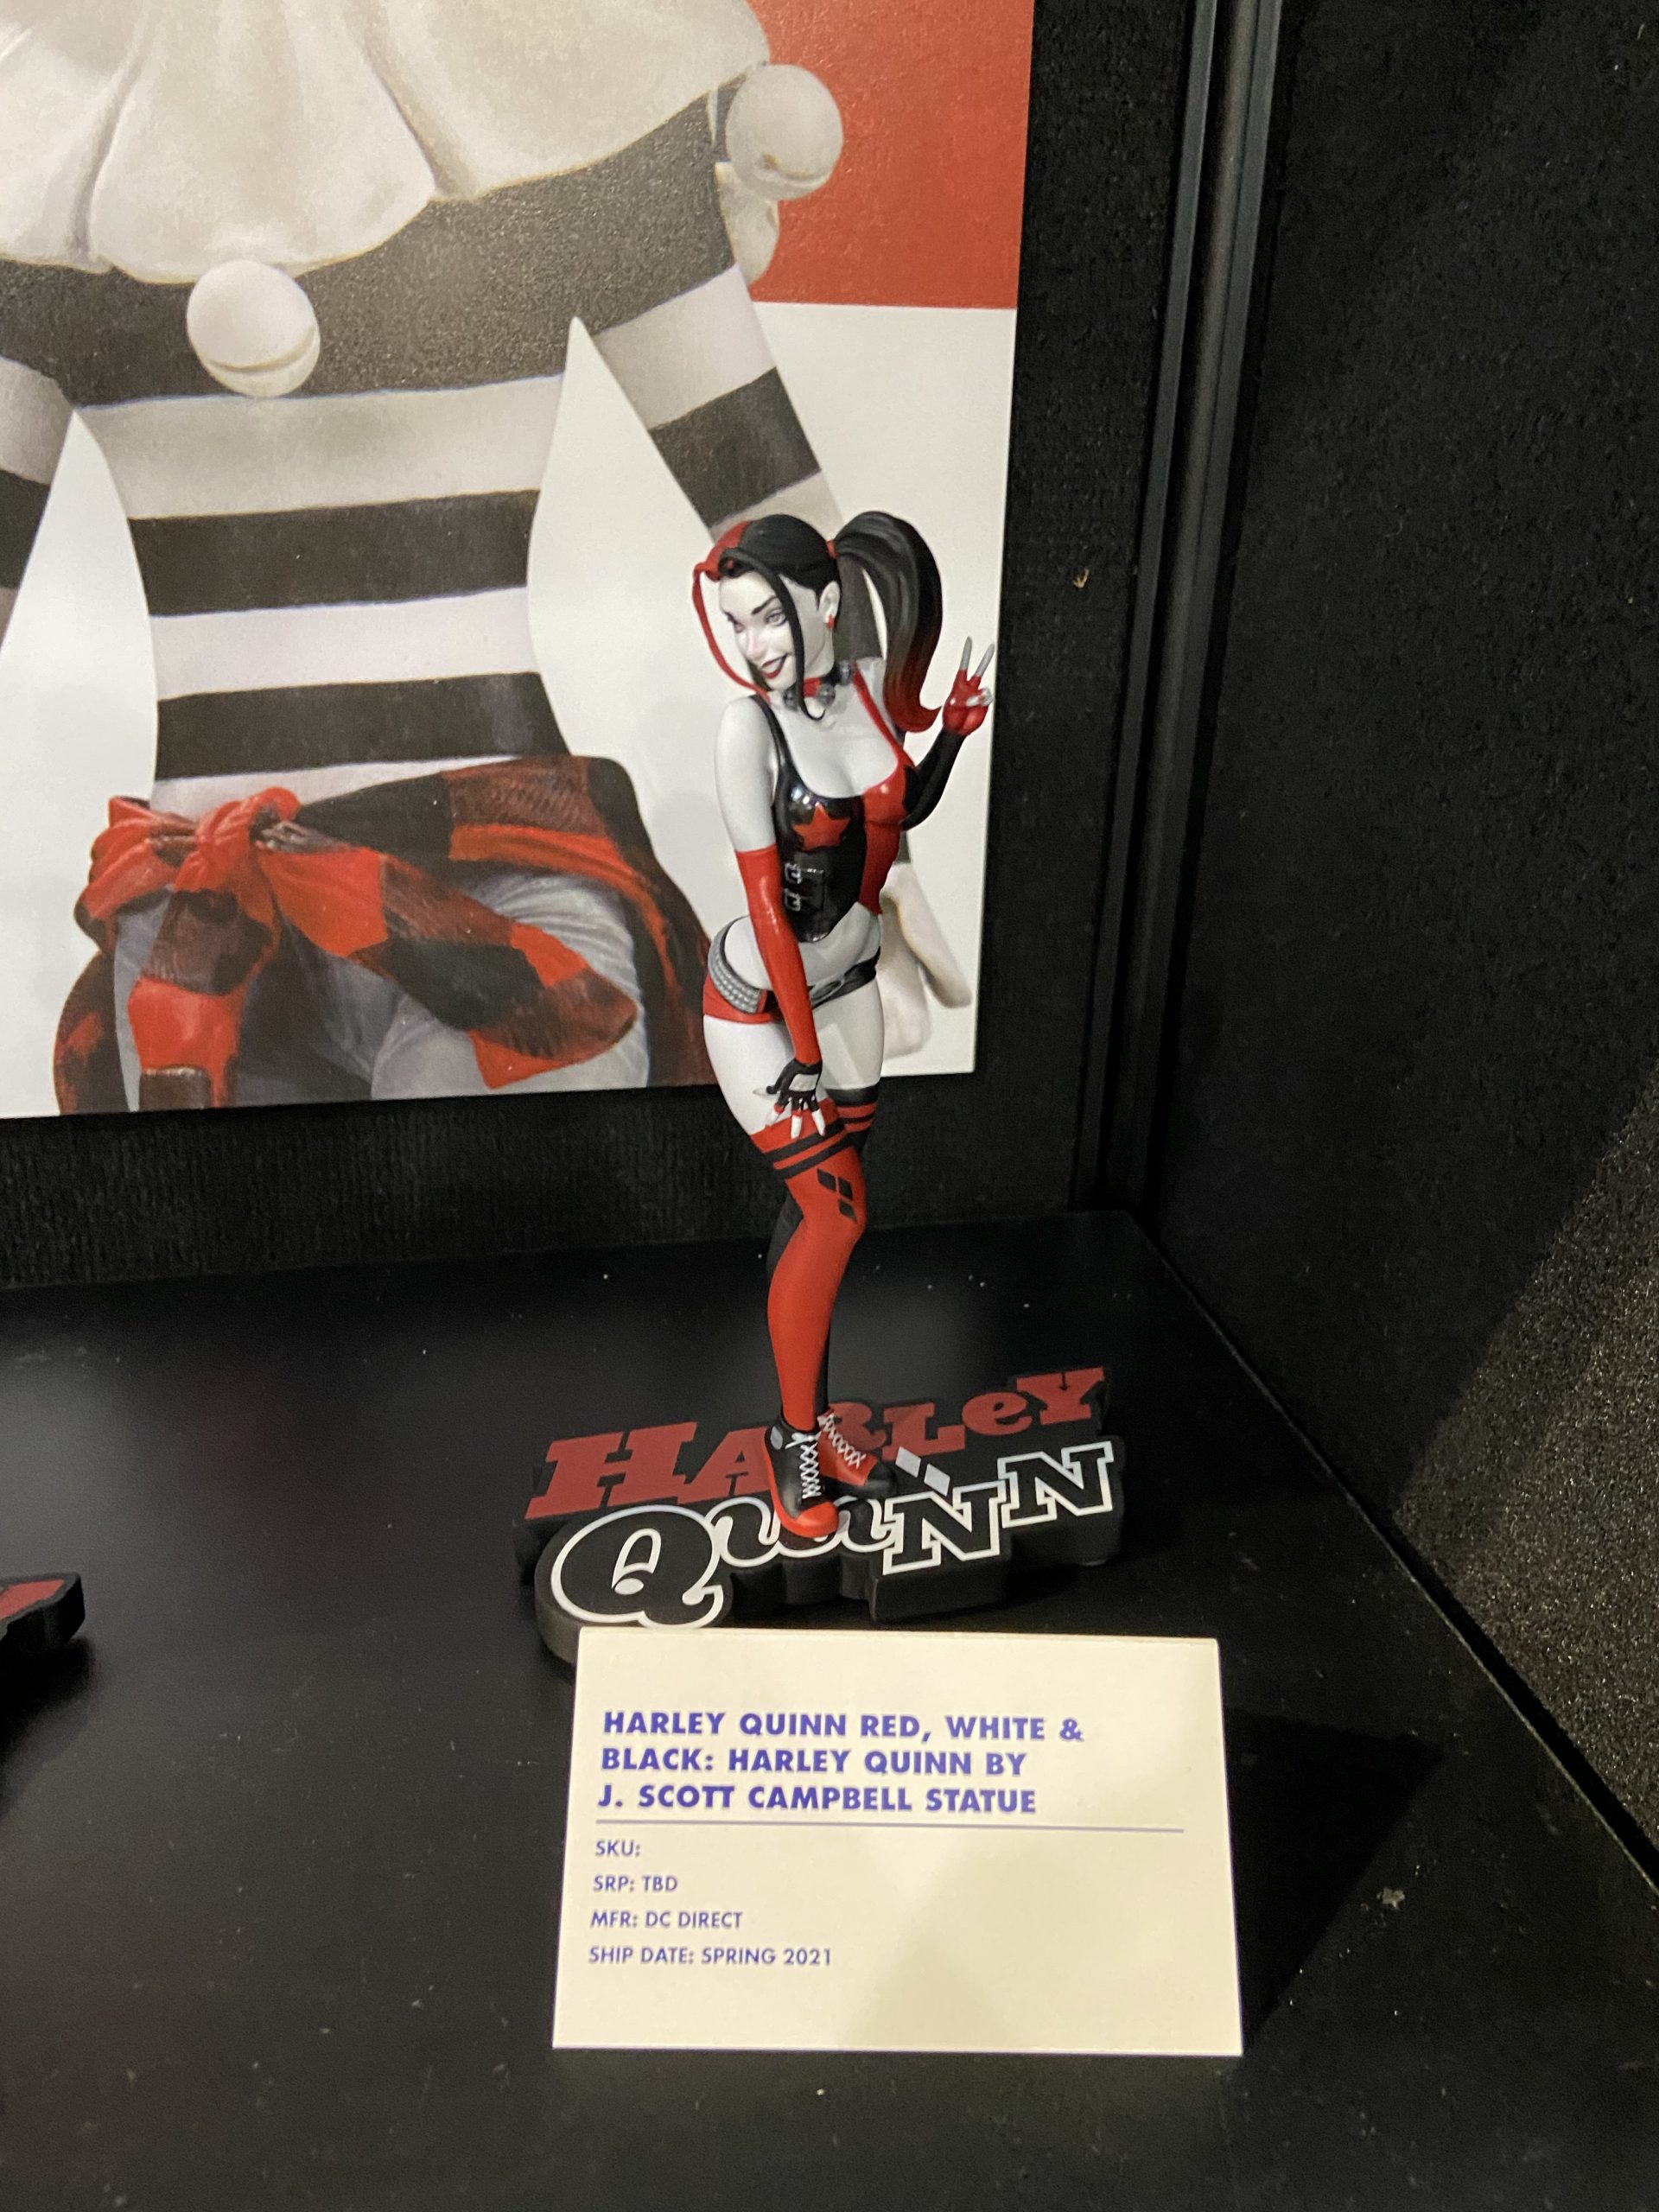 HARLEY
QUINN
HARLEY QUINN RED, WHITE &
BLACK: HARLEY QUINN BY
J. SCOTT CAMPBELL STATUE
SKU:
SRP: TBD
MFR: DC DIRECT
SHIP DATE: SPRING 2021